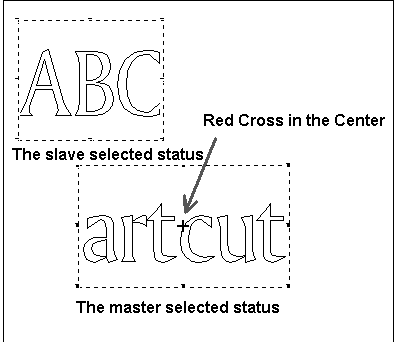 ABC
Red Cross in the Center
The slave selected status
artcut
The master selected status